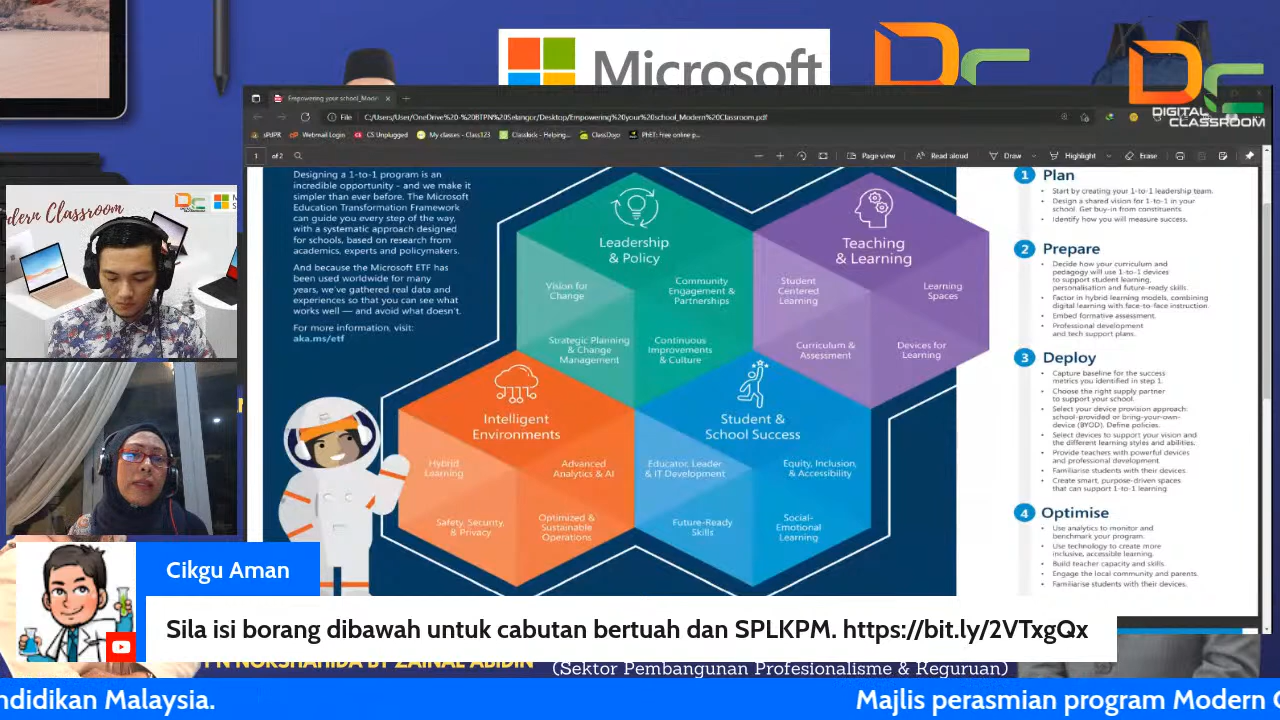 Microsoft
DIGITAL
CLASSROOM
Empowering your school_Mode
File
C:/Users/User/OneDrive%20-%20BTPN%20Selangor/Desktop/Empowering%20your%20school_Modern%20Classroom.pdf
sPdPR
Webmail Login
CS Unplugged
My classes - Class123
ClassDojo
PhET: Free online p...
1
of 2
Page view
Read aloud
Draw
Highlight
Erase
Designing a 1-to-1 program is an
incredible opportunity - and we make it
simpler than ever before. The Microsoft
Education Transformation Framework
can guide you every step of the way,
with a systematic approach designed
for schools, based on research from
academics, experts and policymakers.
And because the Microsoft ETF has
been used worldwide for many
years, we've gathered real data and
experiences so that you can see what
works well — and avoid what doesn't.
For more information, visit:
aka.ms/etf
Leadership
& Policy
Vision for
Change
Community
Engagement &
Partnerships
Strategic Planning
& Change
Management
Continuous
Improvements
& Culture
Teaching
& Learning
Student
Centered
Learning
Learning
Spaces
Curriculum &
Assessment
Devices for
Learning
Intelligent
Environments
Hybrid
Learning
Advanced
Analytics & AI
Safety, Security,
& Privacy
Optimized &
Sustainable
Operations
Student &
School Success
Educator, Leader
& IT Development
Equity, Inclusion,
& Accessibility
Future-Ready
Skills
Social-
Emotional
Learning
1 Plan
• Start by creating your 1-to-1 leadership team.
• Design a shared vision for 1-to-1 in your
school. Get buy-in from constituents.
• Identify how you will measure success.
2 Prepare
• Decide how your curriculum and
pedagogy will use 1-to-1 devices
to support student learning,
personalisation and future-ready skills.
• Factor in hybrid learning models, combining
digital learning with face-to-face instruction.
• Embed formative assessment.
• Professional development
and tech support plans.
3 Deploy
• Capture baseline for the success
metrics you identified in step 1.
• Choose the right supply partner
to support your school.
• Select your device provision approach:
school-provided or bring-your-own-
device (BYOD). Define policies.
• Select devices to support your vision and
the different learning styles and abilities.
• Provide teachers with powerful devices
and professional development
• Familiarise students with their devices.
• Create smart, purpose-driven spaces
that can support 1-to-1 learning
4 Optimise
• Use analytics to monitor and
benchmark your program.
• Use technology to create more
inclusive, accessible learning.
• Build teacher capacity and skills.
• Engage the local community and parents.
• Familiarise students with their devices.
Classroom
Cikgu Aman
Sila isi borang dibawah untuk cabutan bertuah dan SPLKPM. https://bit.ly/2VTxgQx
BY ZAINAL ABIDIN
(Sektor Pembangunan Profesionalisme & Keguruan)
ndidikan Malaysia.
Majlis perasmian program Modern